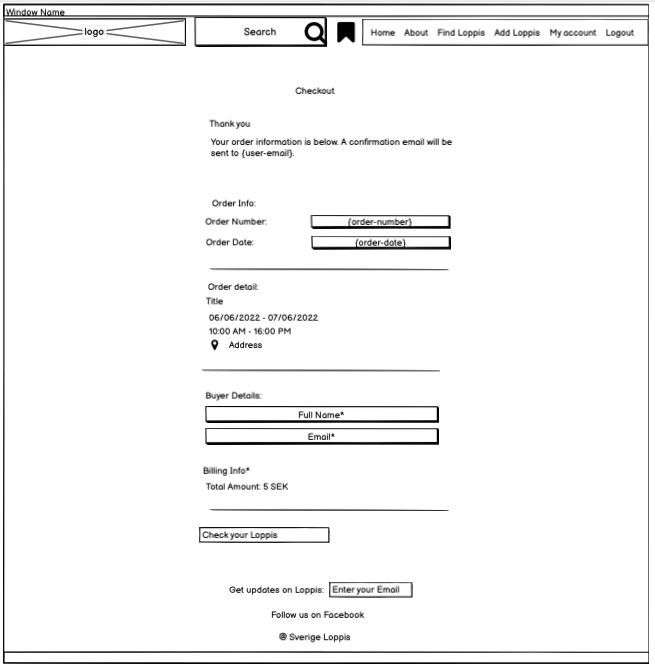 Window Name
logo
Search
Home About Find Loppis Add Loppis My account Logout
Checkout
Thank you
Your order information is below. A confirmation email will be
sent to {user-email}.
Order Info:
Order Number: {order-number}
Order Date: {order-date}
Order detail:
Title
06/06/2022 - 07/06/2022
10:00 AM - 16:00 PM
Address
Buyer Details:
Full Name*
Email*
Billing Info*
Total Amount: 5 SEK
Check your Loppis
Get updates on Loppis: Enter your Email
Follow us on Facebook
@ Sverige Loppis